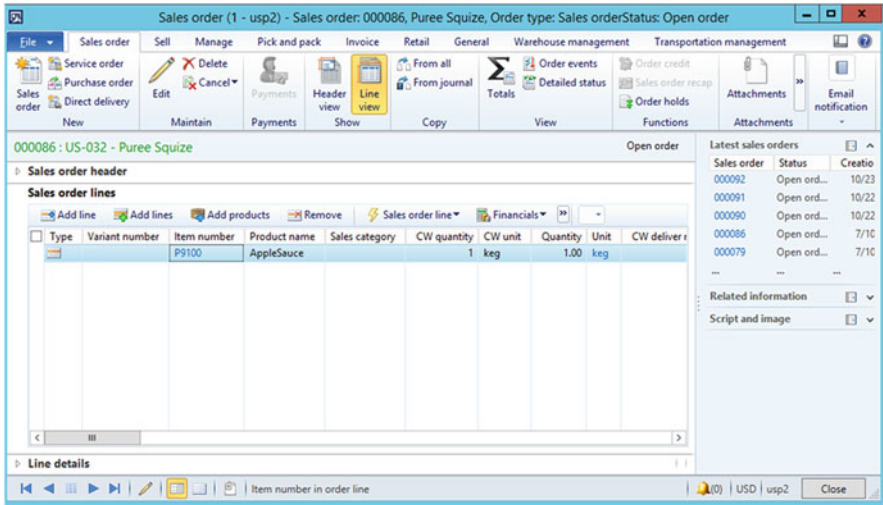 Sales order (1 - usp2) - Sales order: 000086, Puree Squize, Order type: Sales orderStatus: Open order
File Sales order Sell Manage Pick and pack Invoice Retail General Warehouse management Transportation management
Sales order
Service order
Purchase order
Direct delivery
New
Edit
Delete
Cancel
Maintain
Payments
Payments
Header view
Line view
Show
From all
From journal
Copy
Totals
Order events
Detailed status
View
Order credit
Sales order recap
Order holds
Functions
Attachments
Attachments
Email notification
000086 : US-032 - Puree Squize
Open order
Sales order header
Sales order lines
Add line Add lines Add products Remove Sales order line Financials
Type Variant number Item number Product name Sales category CW quantity CW unit Quantity Unit CW deliver r
P9100 AppleSauce 1 keg 1.00 keg
Line details
Latest sales orders
Sales order Status Creatio
000092 Open ord... 10/23
000091 Open ord... 10/22
000090 Open ord... 10/22
000086 Open ord... 7/10
000079 Open ord... 7/10
... ... ...
Related information
Script and image
Item number in order line
(0) USD usp2 Close